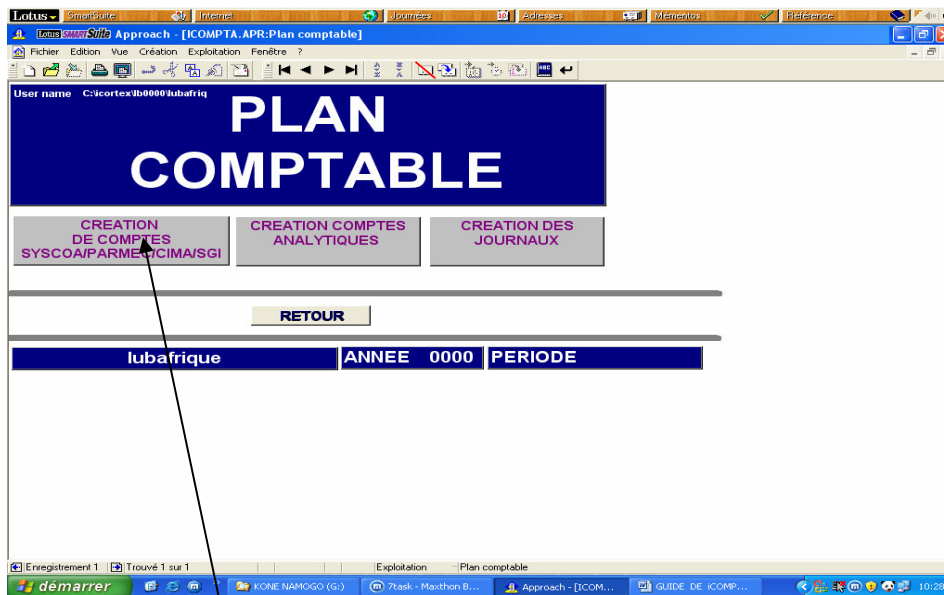 Lotus SmartSuite Internet Journées Adresses Mémentos Référence
Lotus SMARTSuite Approach - [ICOMPTA.APR:Plan comptable]
Fichier Edition Vue Création Exploitation Fenêtre ?
User name C:\icortex\lb0000\lubafriq
PLAN
COMPTABLE
CREATION
DE COMPTES
SYSCOA/PARMEC/CIMA/SGI
CREATION COMPTES
ANALYTIQUES
CREATION DES
JOURNAUX
RETOUR
lubafrique ANNEE 0000 PERIODE
Enregistrement 1 Trouvé 1 sur 1 Exploitation Plan comptable
démarrer KONE NAMOGO (G:) 7task - Maxthon B... Approach - [ICOM... GUIDE DE iCOMP... 10:28